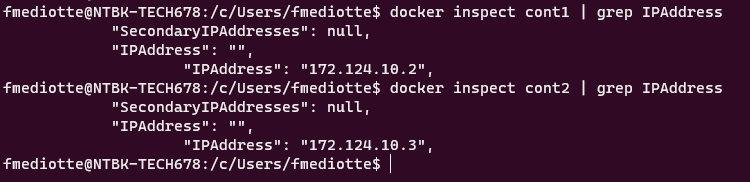 fmediotte@NTBK-TECH678:/c/Users/fmediotte$ docker inspect cont1 | grep IPAddress
            "SecondaryIPAddresses": null,
            "IPAddress": "",
                    "IPAddress": "172.124.10.2",
fmediotte@NTBK-TECH678:/c/Users/fmediotte$ docker inspect cont2 | grep IPAddress
            "SecondaryIPAddresses": null,
            "IPAddress": "",
                    "IPAddress": "172.124.10.3",
fmediotte@NTBK-TECH678:/c/Users/fmediotte$